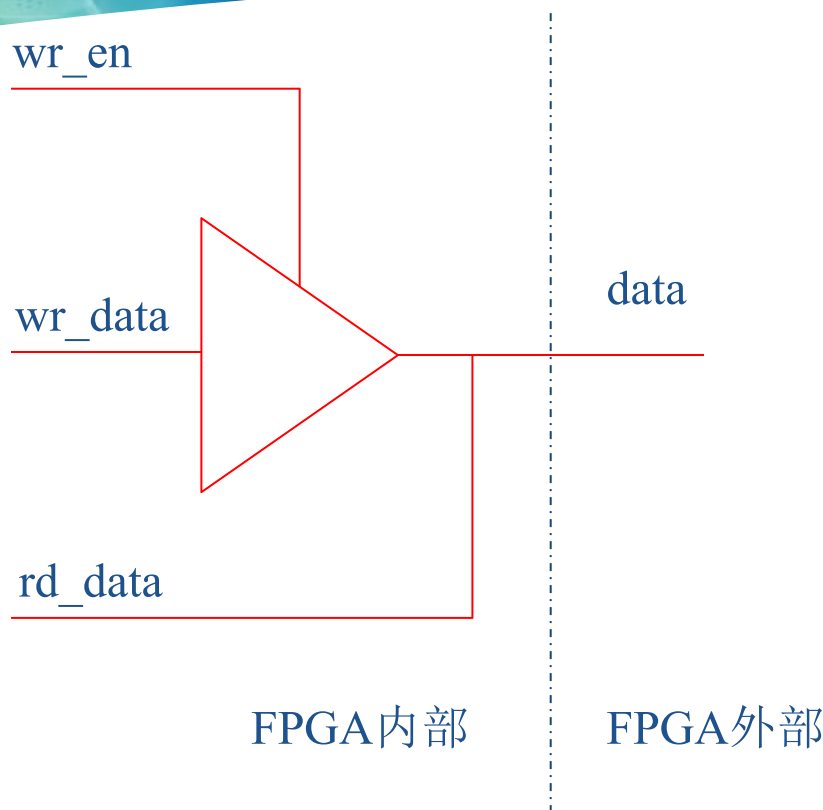 wr_en
data
wr_data
rd_data
FPGA内部
FPGA外部